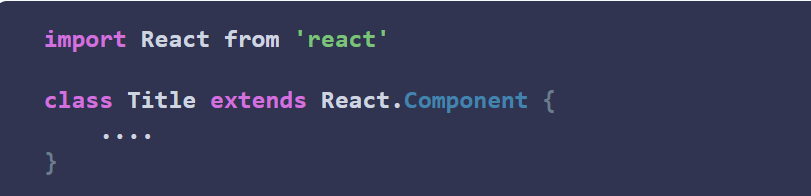 import React from 'react'
class Title extends React.Component {
    ....
}